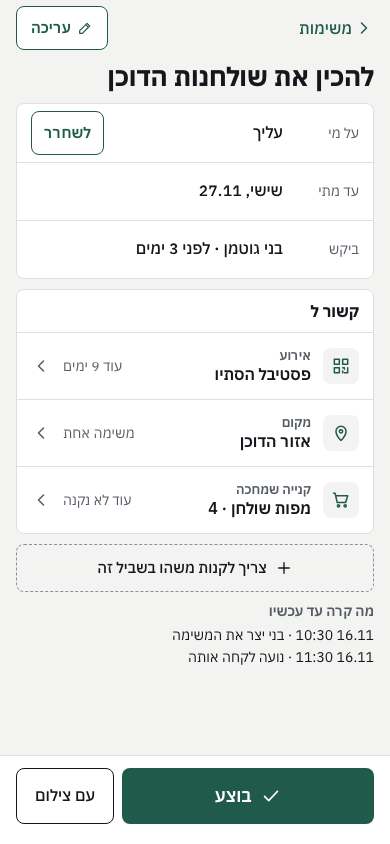 משימות
עריכה
להכין את שולחנות הדוכן
על מי
עליך
לשחרר
עד מתי
שישי, 27.11
ביקש
בני גוטמן · לפני 3 ימים
קשור ל
אירוע
פסטיבל הסתיו
עוד 9 ימים
מקום
אזור הדוכן
משימה אחת
קנייה שמחכה
מפות שולחן · 4
עוד לא נקנה
צריך לקנות משהו בשביל זה
מה קרה עד עכשיו
16.11 10:30 · בני יצר את המשימה
16.11 11:30 · נועה לקחה אותה
בוצע
עם צילום